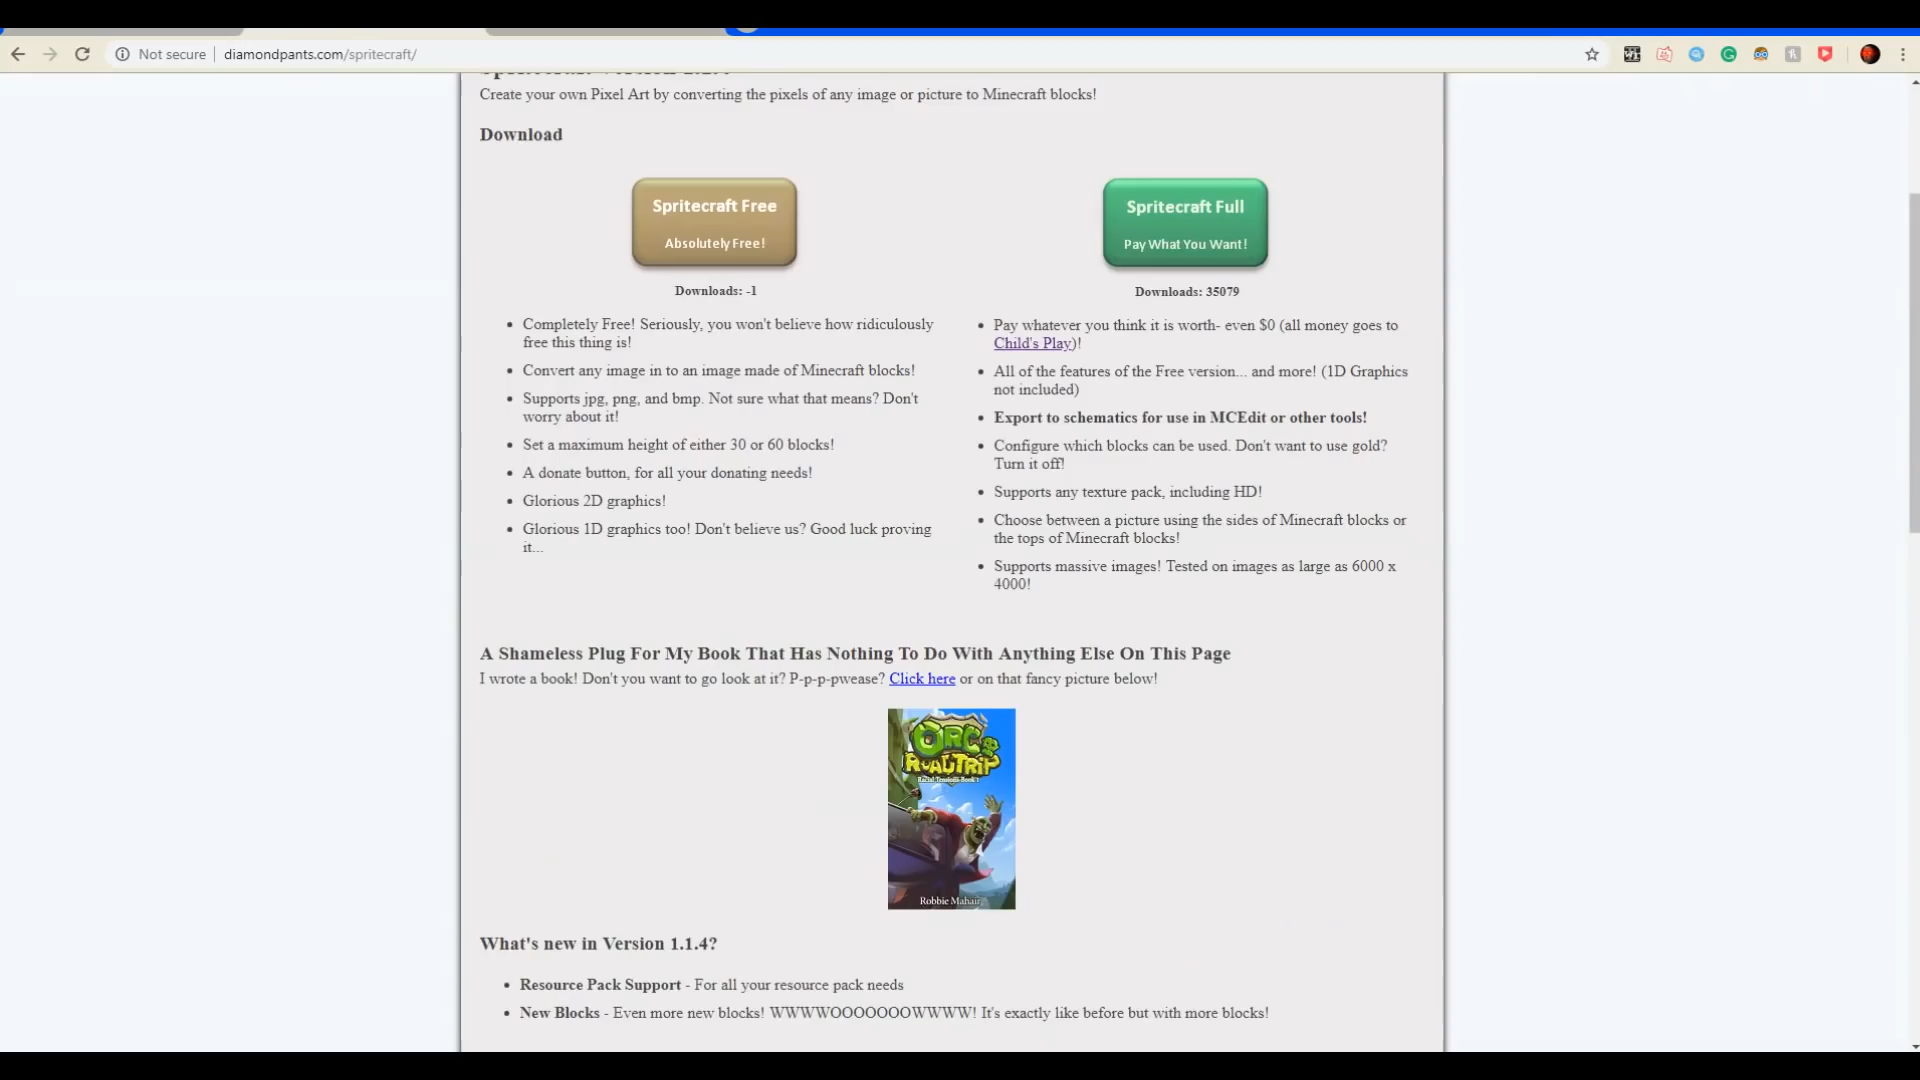 Not secure
diamondpants.com/spritecraft/
Create your own Pixel Art by converting the pixels of any image or picture to Minecraft blocks!
Download
Spritecraft Free
Absolutely Free!
Downloads: -1
Completely Free! Seriously, you won't believe how ridiculously
free this thing is!
Convert any image in to an image made of Minecraft blocks!
Supports jpg, png, and bmp. Not sure what that means? Don't
worry about it!
Set a maximum height of either 30 or 60 blocks!
A donate button, for all your donating needs!
Glorious 2D graphics!
Glorious 1D graphics too! Don't believe us? Good luck proving
it...
Spritecraft Full
Pay What You Want!
Downloads: 35079
Pay whatever you think it is worth- even $0 (all money goes to
Child's Play)!
All of the features of the Free version... and more! (1D Graphics
not included)
Export to schematics for use in MCEdit or other tools!
Configure which blocks can be used. Don't want to use gold?
Turn it off!
Supports any texture pack, including HD!
Choose between a picture using the sides of Minecraft blocks or
the tops of Minecraft blocks!
Supports massive images! Tested on images as large as 6000 x
4000!
A Shameless Plug For My Book That Has Nothing To Do With Anything Else On This Page
I wrote a book! Don't you want to go look at it? P-p-p-pwease? Click here or on that fancy picture below!
ORC
ROADTRIP
Racial Tensions Book 1
Robbie Mahair
What's new in Version 1.1.4?
Resource Pack Support - For all your resource pack needs
New Blocks - Even more new blocks! WWWWOOOOOOOWWWW! It's exactly like before but with more blocks!